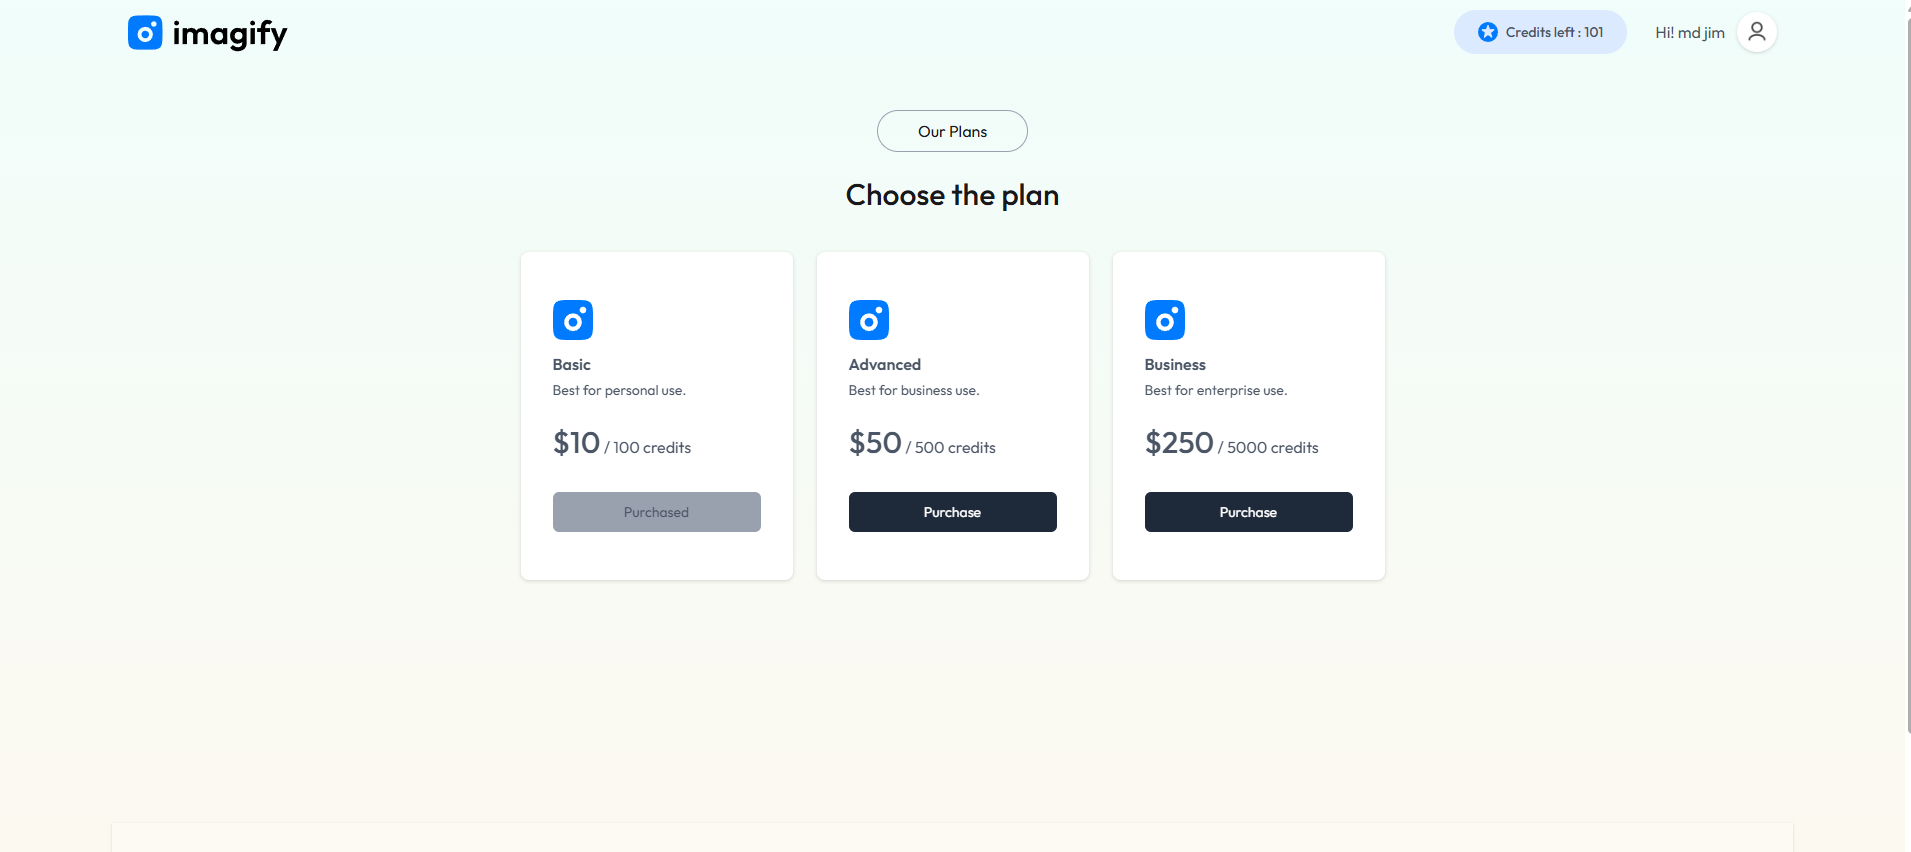 imagify
Credits left : 101
Hi! md jim
Our Plans
Choose the plan
Basic
Best for personal use.
$10 / 100 credits
Purchased
Advanced
Best for business use.
$50 / 500 credits
Purchase
Business
Best for enterprise use.
$250 / 5000 credits
Purchase